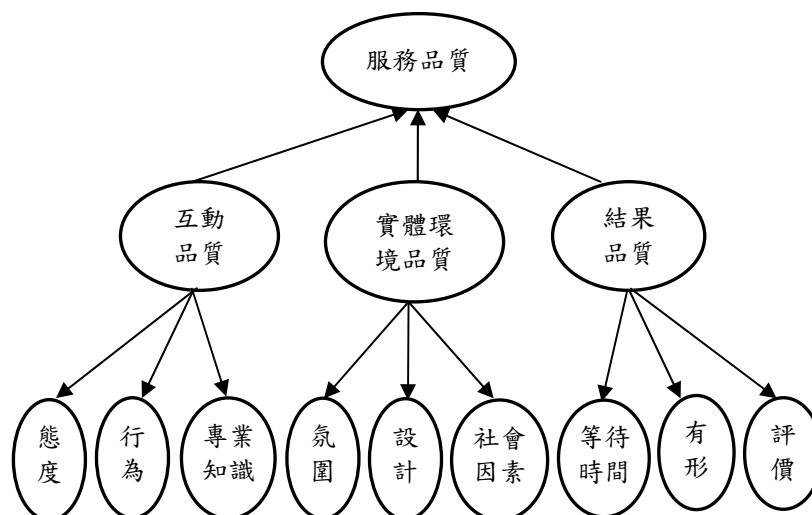 服務品質
互動
品質
實體環
境品質
結果
品質
態
度
行
為
專業
知識
氛
圍
設
計
社會
因素
等待
時間
有
形
評
價